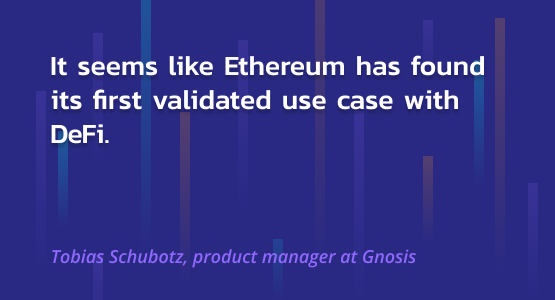 It seems like Ethereum has found
its first validated use case with
DeFi.
Tobias Schubotz, product manager at Gnosis